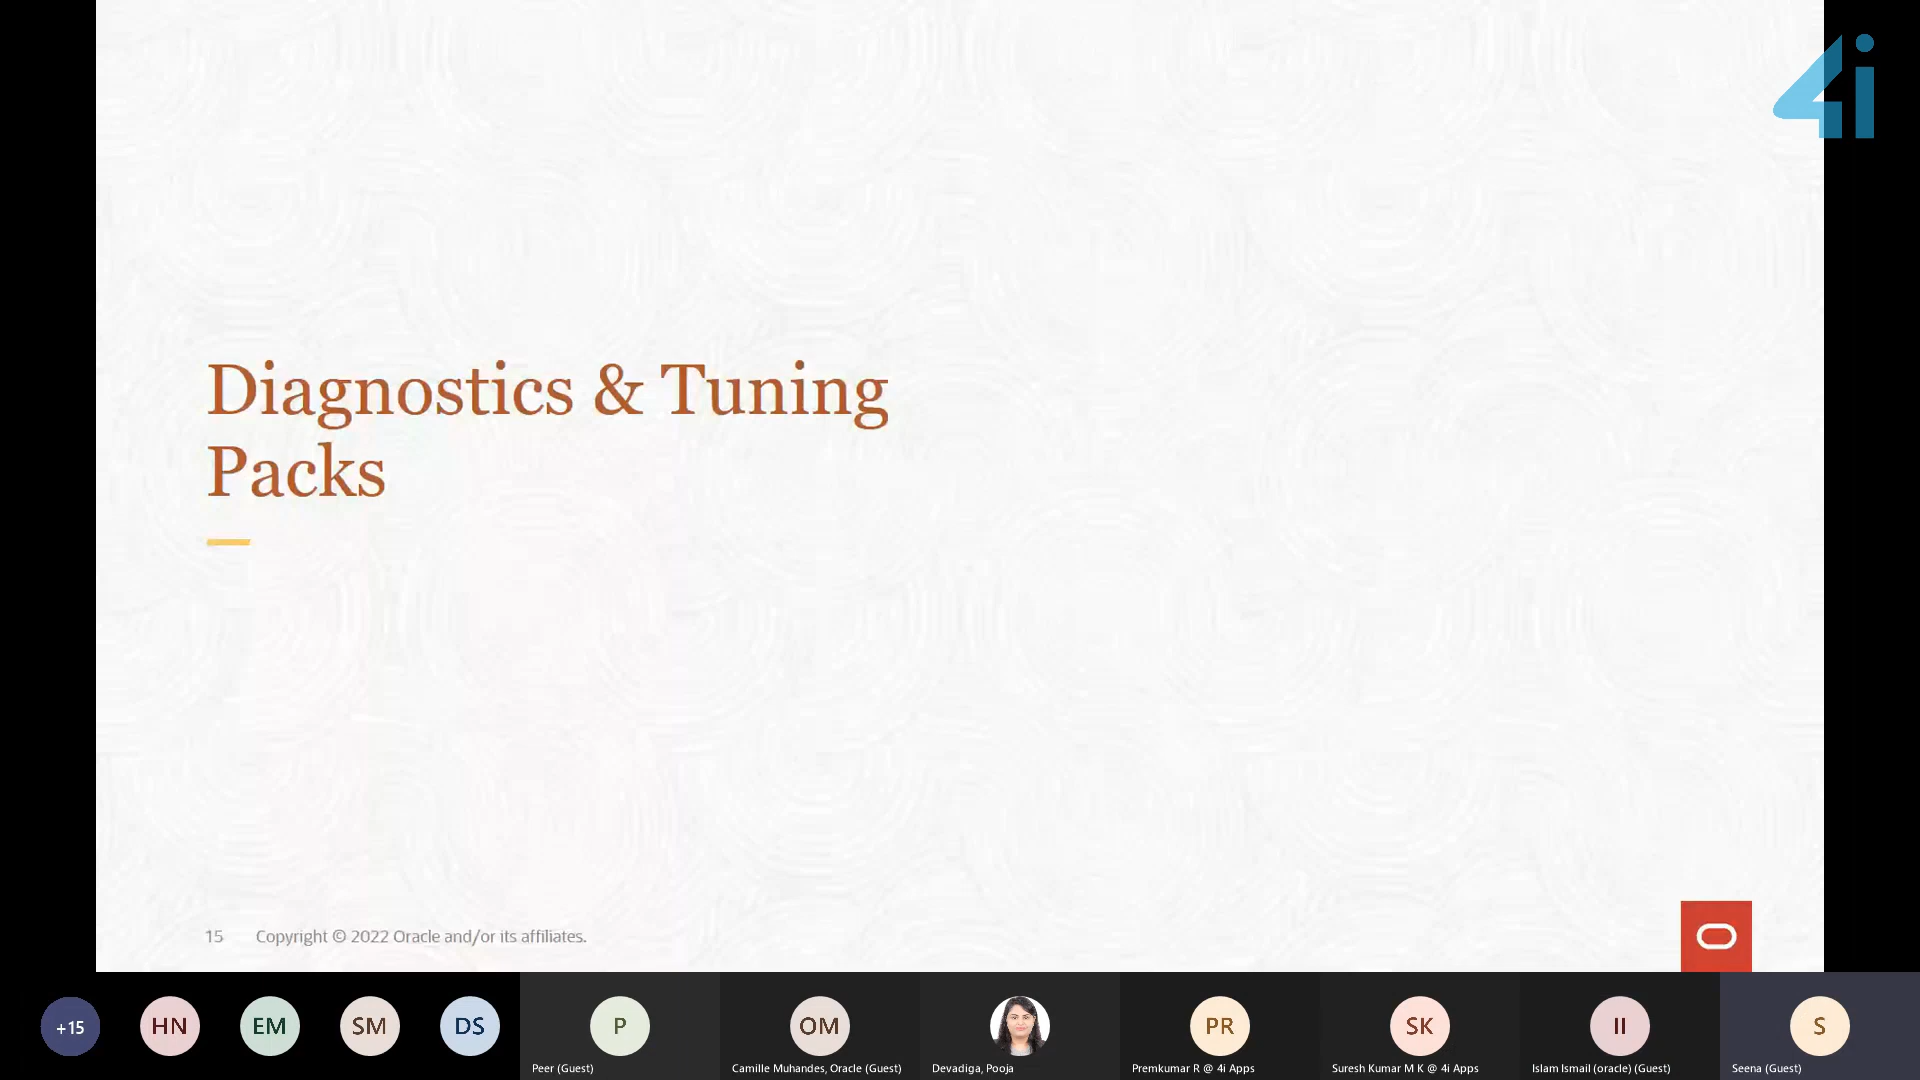 4i
Diagnostics & Tuning
Packs
15 Copyright © 2022 Oracle and/or its affiliates.
+15
HN
EM
SM
DS
P
OM
PR
SK
II
S
Peer (Guest)
Camille Muhandes, Oracle (Guest)
Devadiga, Pooja
Premkumar R @ 4i Apps
Suresh Kumar M K @ 4i Apps
Islam Ismail (oracle) (Guest)
Seena (Guest)